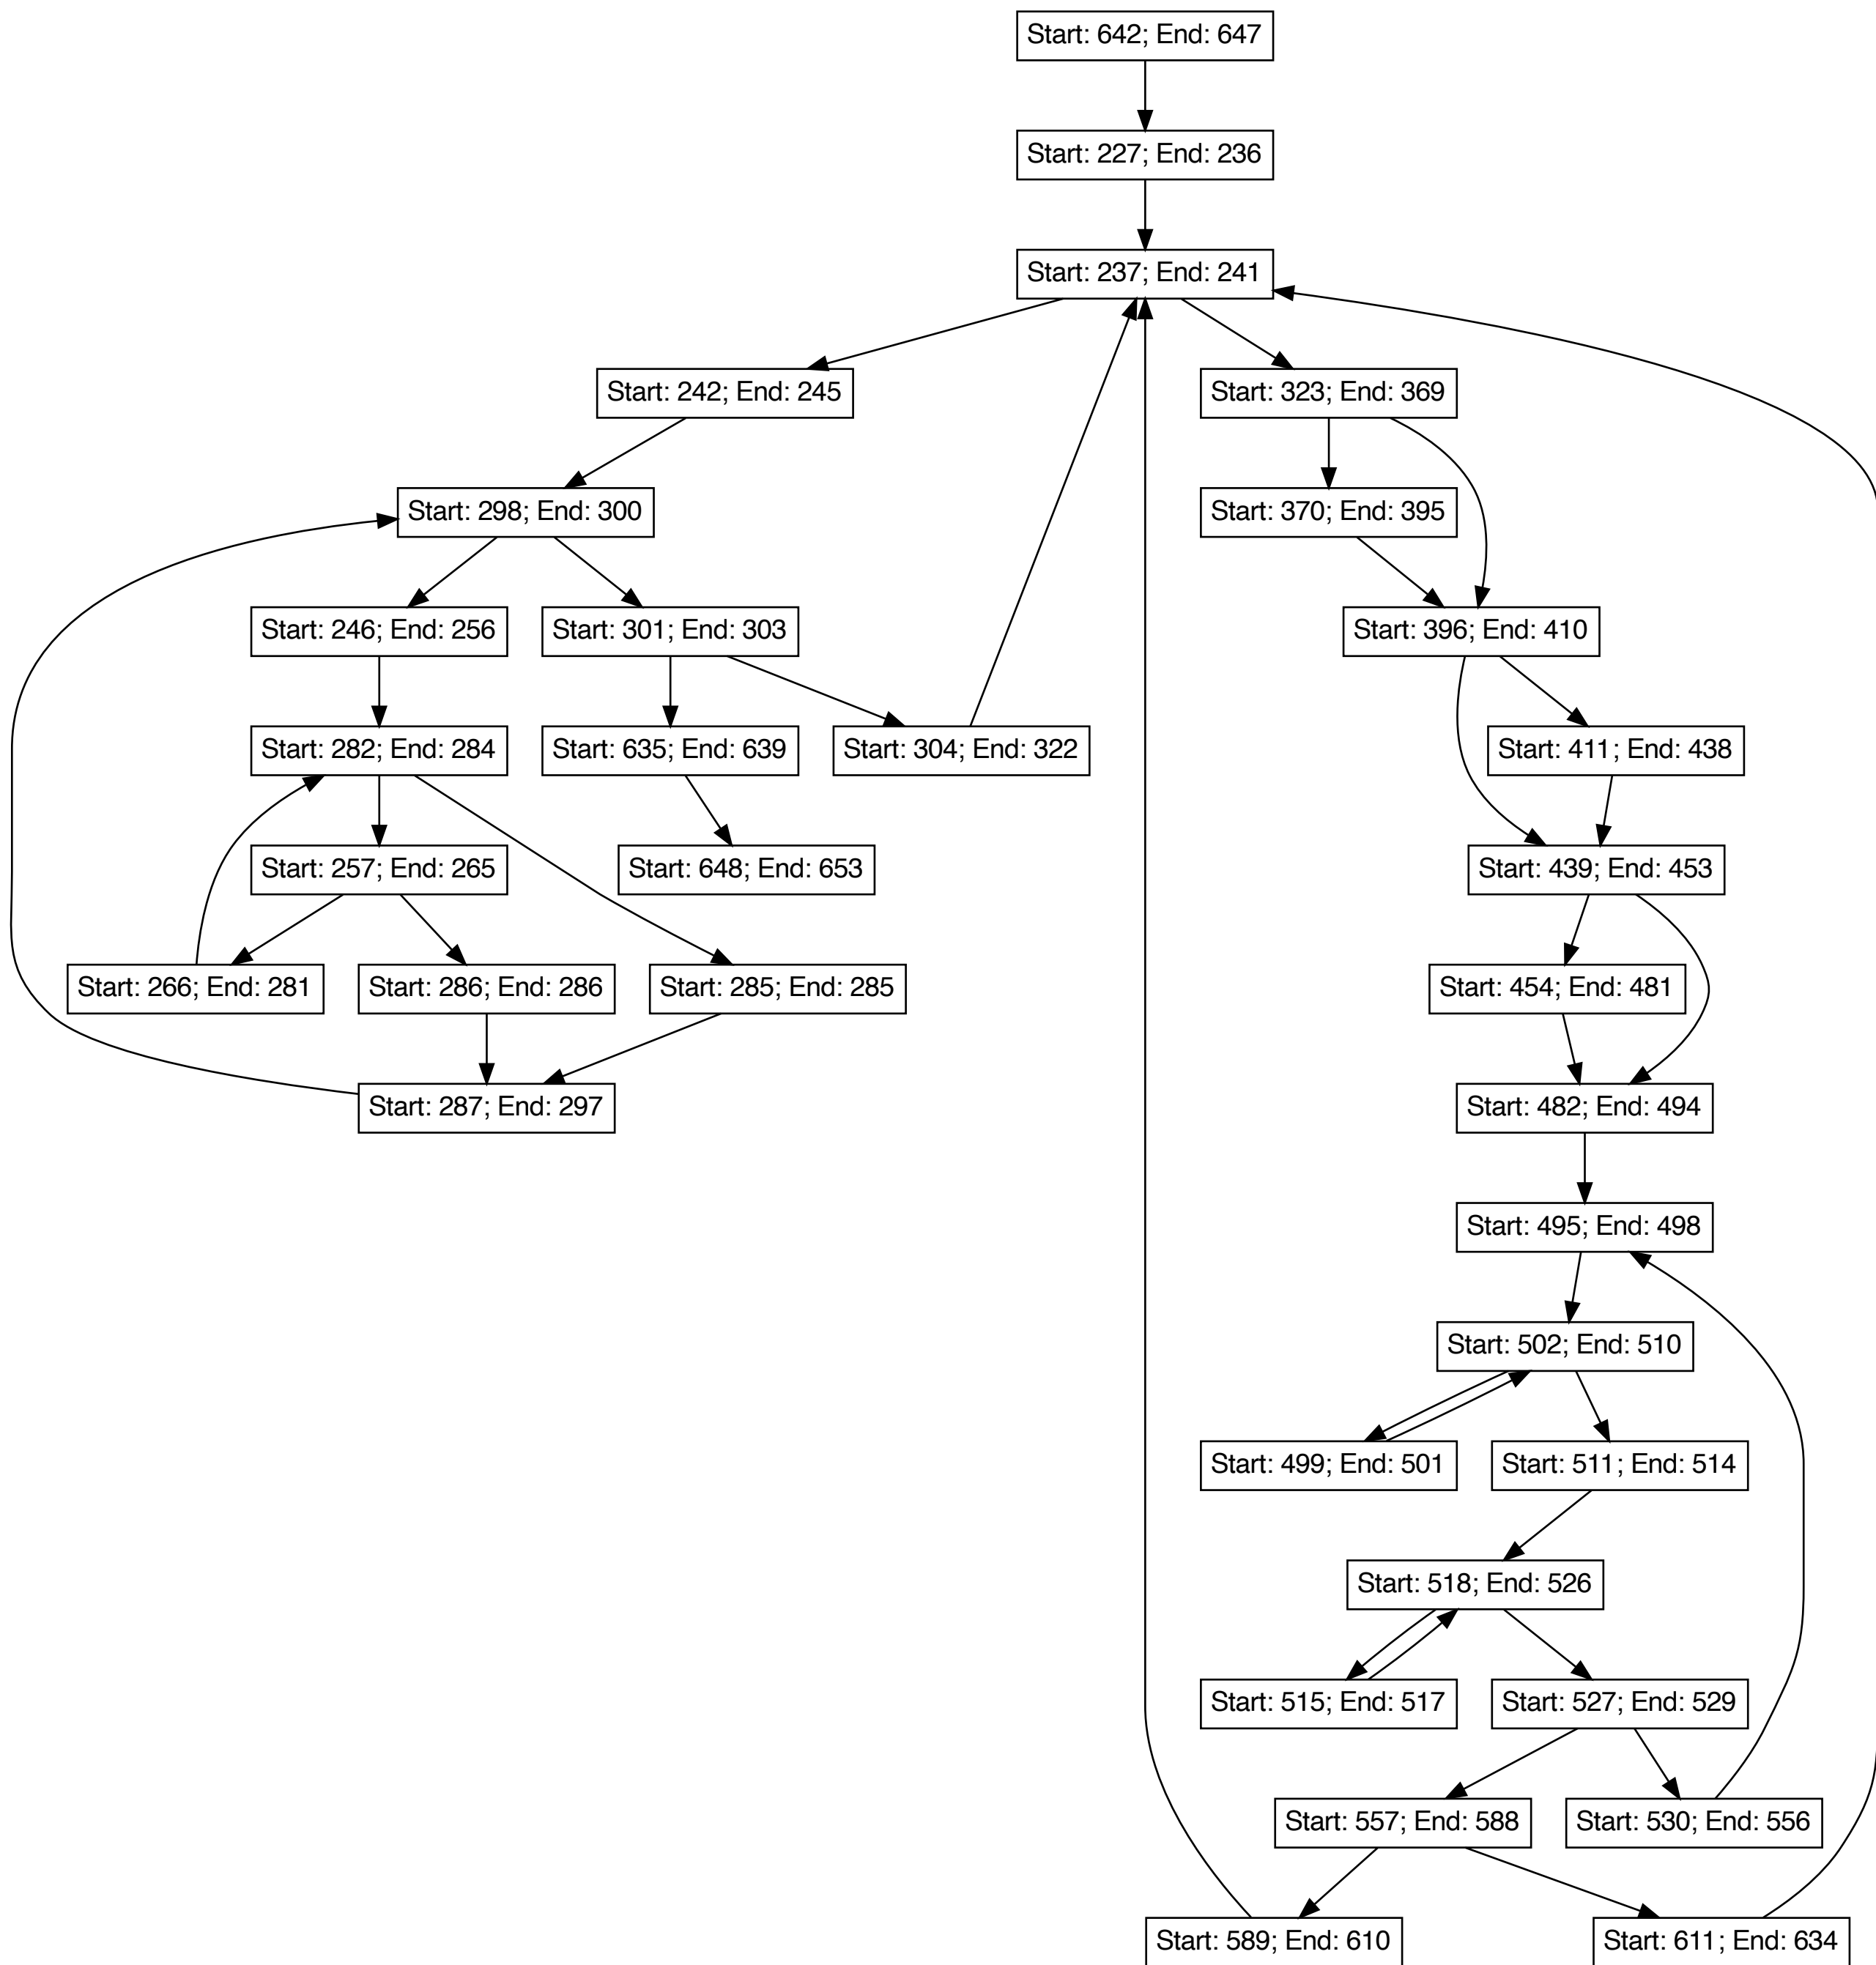 Start: 642; End: 647
Start: 227; End: 236
Start: 237; End: 241
Start: 242; End: 245
Start: 323; End: 369
Start: 298; End: 300
Start: 370; End: 395
Start: 246; End: 256
Start: 301; End: 303
Start: 396; End: 410
Start: 282; End: 284
Start: 635; End: 639
Start: 304; End: 322
Start: 411; End: 438
Start: 257; End: 265
Start: 648; End: 653
Start: 439; End: 453
Start: 266; End: 281
Start: 286; End: 286
Start: 285; End: 285
Start: 454; End: 481
Start: 287; End: 297
Start: 482; End: 494
Start: 495; End: 498
Start: 502; End: 510
Start: 499; End: 501
Start: 511; End: 514
Start: 518; End: 526
Start: 515; End: 517
Start: 527; End: 529
Start: 557; End: 588
Start: 530; End: 556
Start: 589; End: 610
Start: 611; End: 634